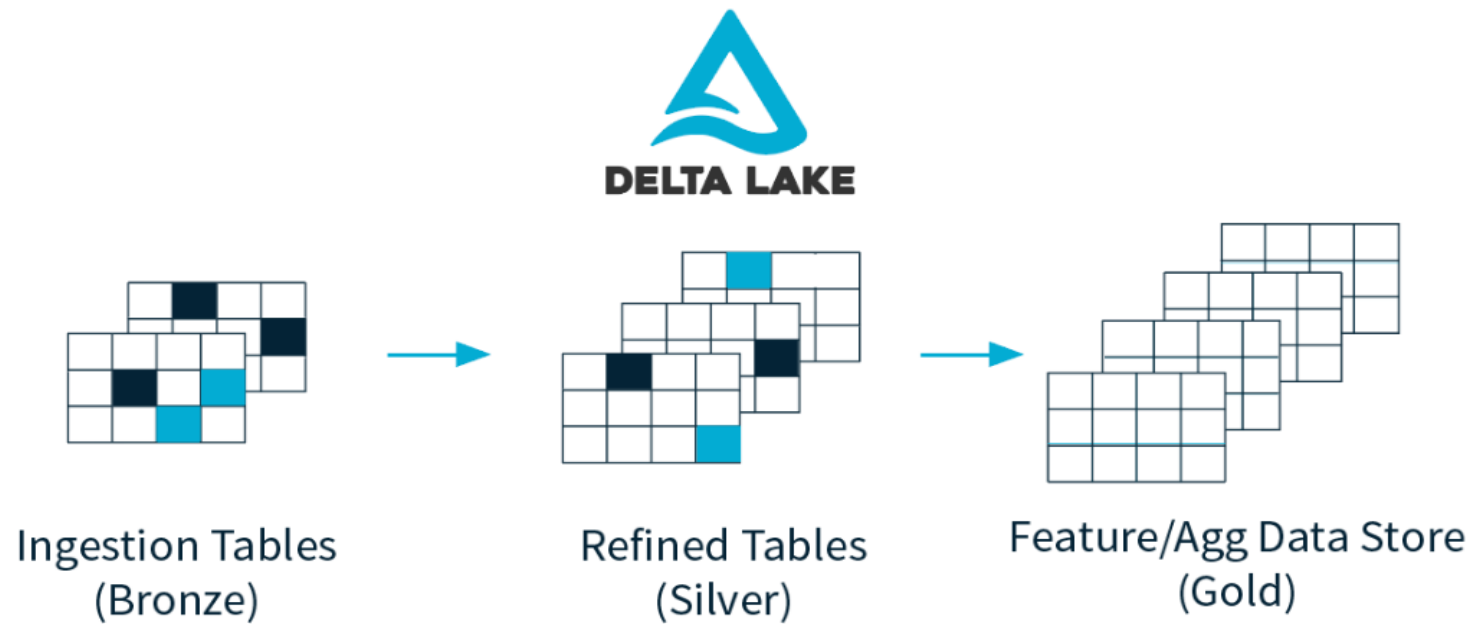 DELTA LAKE
Ingestion Tables
(Bronze)
Refined Tables
(Silver)
Feature/Agg Data Store
(Gold)